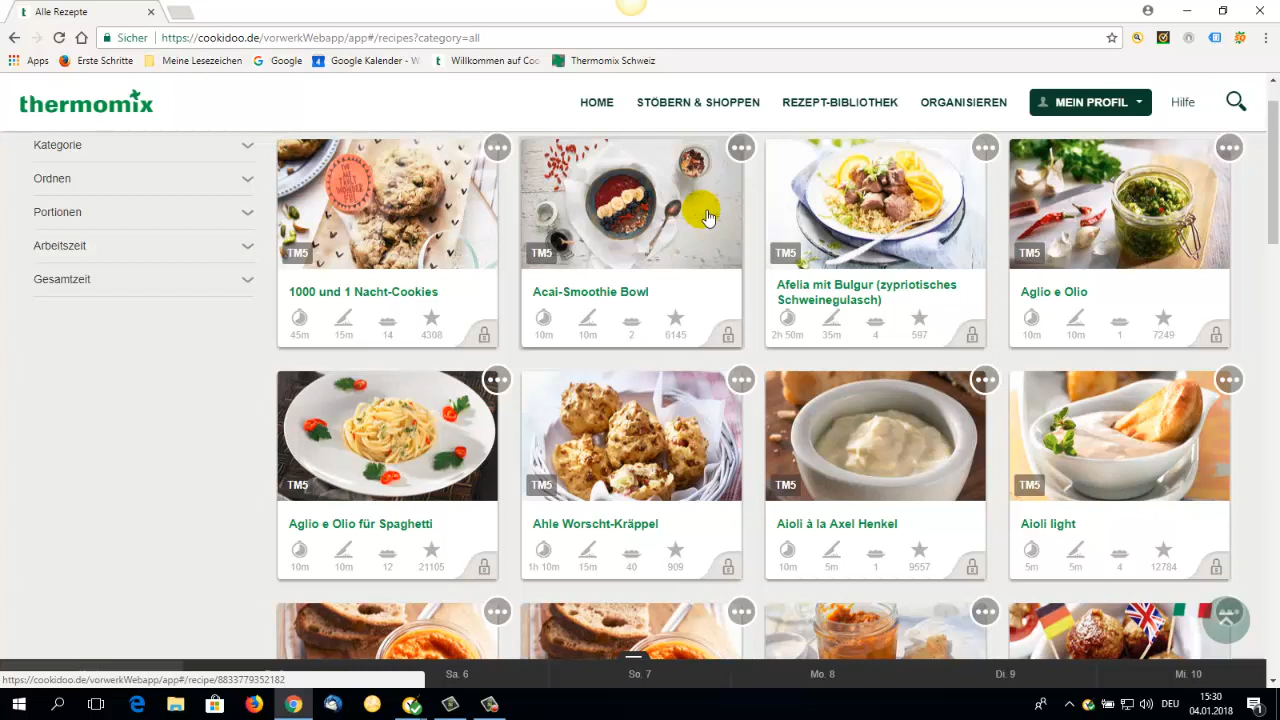 Alle Rezepte
Sicher
https://cookidoo.de/vorwerkWebapp/app#/recipes?category=all
Apps
Erste Schritte
Meine Lesezeichen
Google
Google Kalender - W
Willkommen auf Coo
Thermomix Schweiz
thermomix
HOME
STÖBERN & SHOPPEN
REZEPT-BIBLIOTHEK
ORGANISIEREN
MEIN PROFIL
Hilfe
Kategorie
Ordnen
Portionen
Arbeitszeit
Gesamtzeit
TM5
TM5
TM5
TM5
1000 und 1 Nacht-Cookies
45m 15m 14 4308
Acai-Smoothie Bowl
10m 10m 2 6145
Afelia mit Bulgur (zypriotisches
Schweinegulasch)
2h 50m 35m 4 597
Aglio e Olio
10m 10m 1 7249
TM5
TM5
TM5
TM5
Aglio e Olio für Spaghetti
10m 10m 12 21105
Ahle Worscht-Kräppel
1h 10m 15m 40 909
Aioli à la Axel Henkel
10m 5m 1 9557
Aioli light
5m 5m 4 12784
Sa. 6
So. 7
Mo. 8
Di. 9
Mi. 10
https://cookidoo.de/vorwerkWebapp/app#/recipe/8833779352182
DEU
15:30
04.01.2018